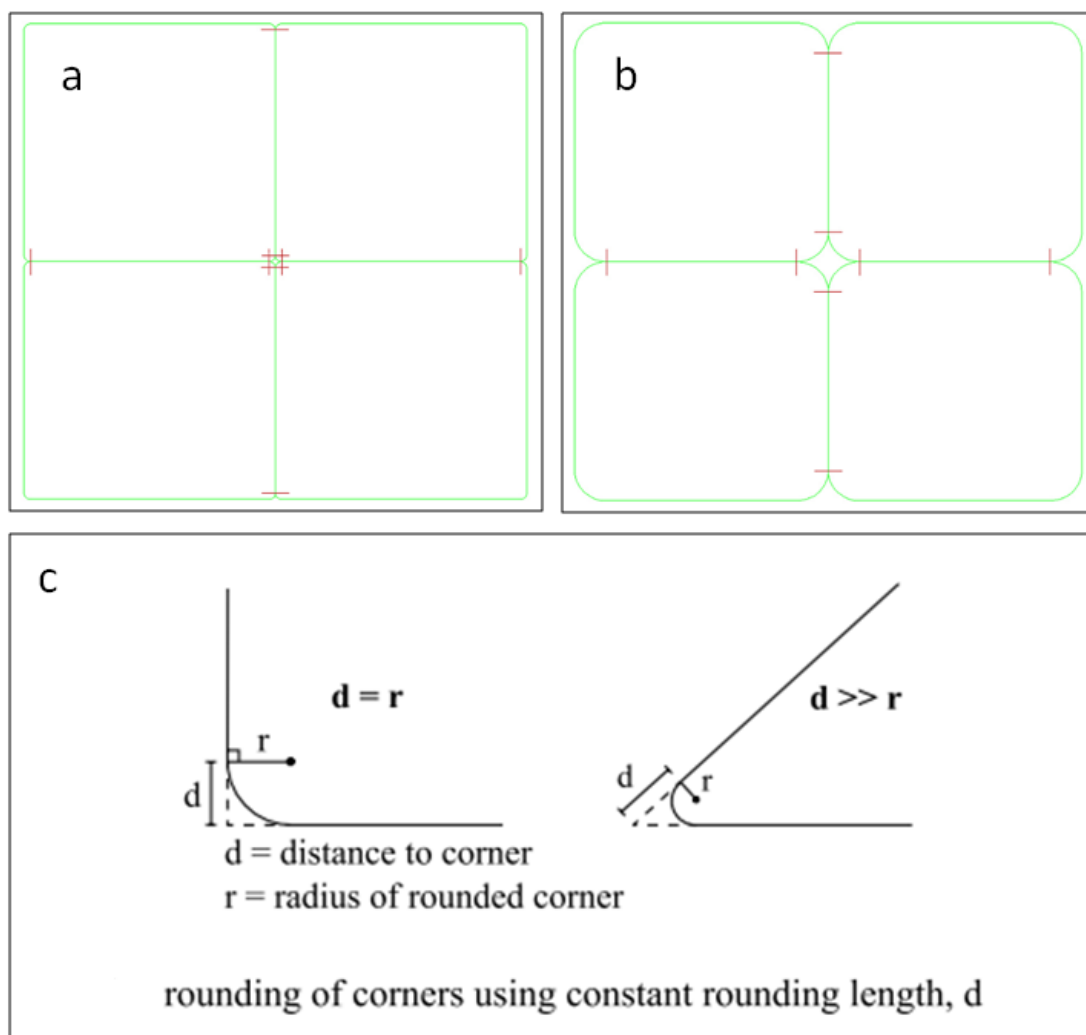 a
b
c
d = r
d >> r
r
d
d
r
d = distance to corner
r = radius of rounded corner
rounding of corners using constant rounding length, d